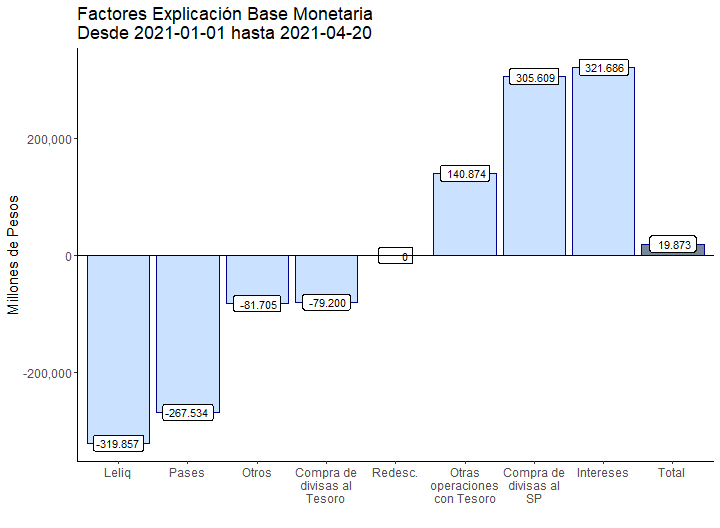 Factores Explicación Base Monetaria
Desde 2021-01-01 hasta 2021-04-20
Millones de Pesos
200,000
0
-200,000
-319.857
-267.534
-81.705
-79.200
0
140.874
305.609
321.686
19.873
Leliq
Pases
Otros
Compra de
divisas al
Tesoro
Redesc.
Otras
operaciones
con Tesoro
Compra de
divisas al
SP
Intereses
Total